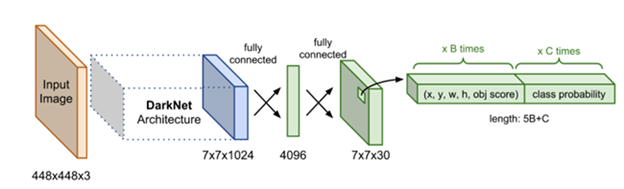 x B times
x C times
fully
connected
fully
connected
Input
Image
DarkNet
Architecture
(x, y, w, h, obj score)
class probability
length: 5B+C
7x7x1024
4096
7x7x30
448x448x3